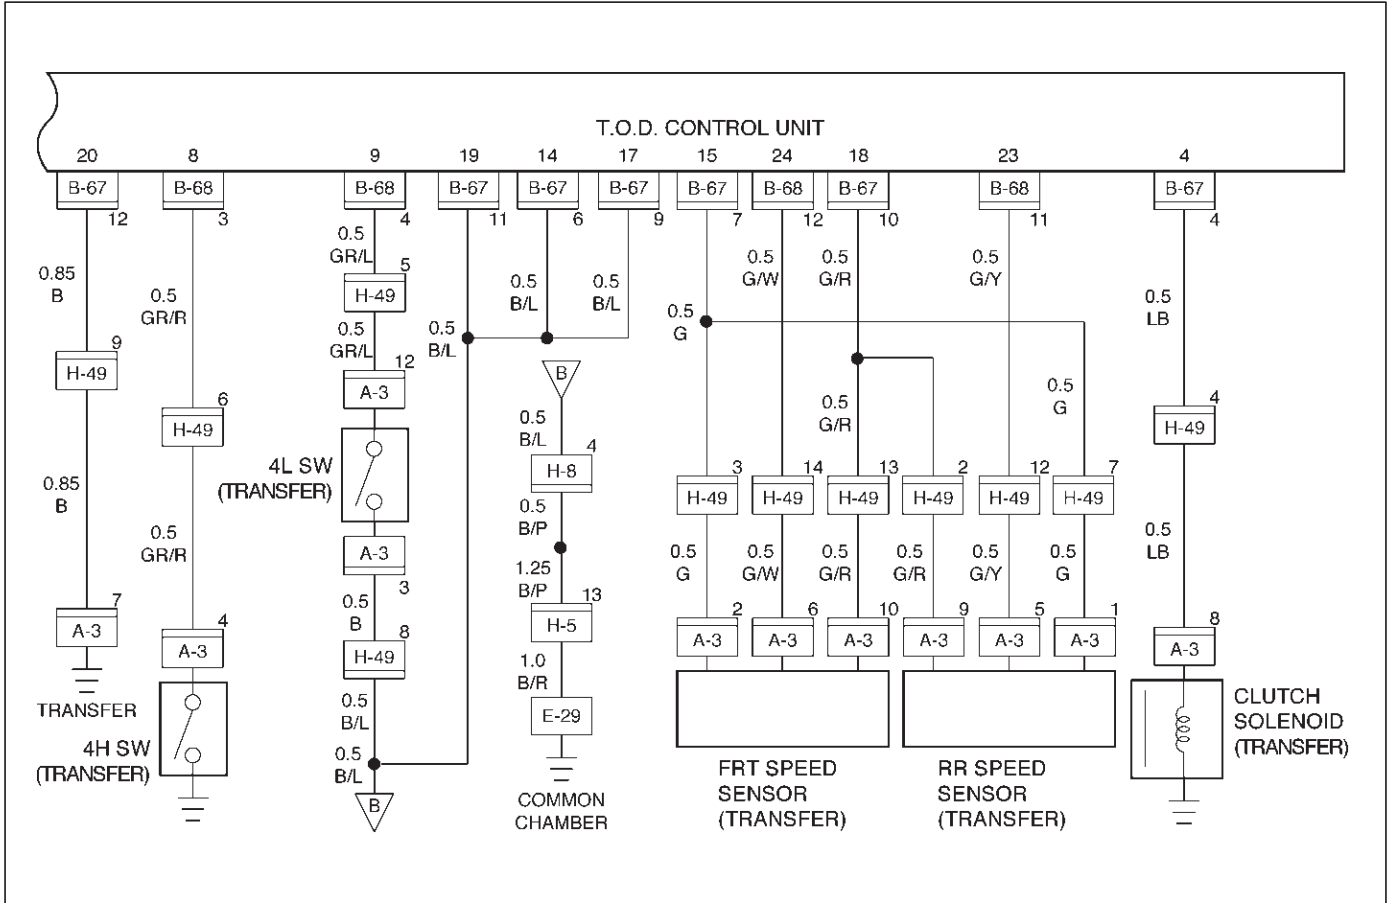 T.O.D. CONTROL UNIT
20 8 9 19 14 17 15 24 18 23 4
B-67 B-68 B-68 B-67 B-67 B-67 B-67 B-68 B-67 B-68 B-67
12 3 4 11 6 9 7 12 10 11 4
0.5
GR/L
0.85
B
5
H-49
0.5
GR/R
0.5
GR/L
0.5
B/L
0.5
B/L
0.5
B/L
0.5
G
0.5
G/W
0.5
G/R
0.5
G/Y
0.5
LB
9
H-49
12
A-3
B
0.5
G/R
0.5
G
6
H-49
4
H-49
4L SW
(TRANSFER)
0.5
B/L
4
H-8
3 14 13 2 12 7
H-49 H-49 H-49 H-49 H-49 H-49
0.85
B
0.5
GR/R
0.5
B/P
0.5
LB
A-3
3
1.25
B/P
0.5
G
0.5
G/W
0.5
G/R
0.5
G/R
0.5
G/Y
0.5
G
7
A-3
0.5
B
13
H-5
2 6 10 9 5 1
A-3 A-3 A-3 A-3 A-3 A-3
4
A-3
8
H-49
8
A-3
1.0
B/R
TRANSFER
0.5
B/L
E-29
CLUTCH
SOLENOID
(TRANSFER)
4H SW
(TRANSFER)
0.5
B/L
B
COMMON
CHAMBER
FRT SPEED
SENSOR
(TRANSFER)
RR SPEED
SENSOR
(TRANSFER)